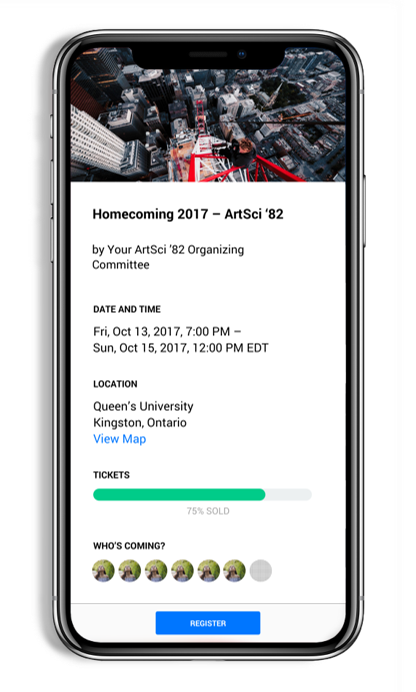 Homecoming 2017 – ArtSci ‘82
by Your ArtSci ’82 Organizing
Committee
DATE AND TIME
Fri, Oct 13, 2017, 7:00 PM –
Sun, Oct 15, 2017, 12:00 PM EDT
LOCATION
Queen’s University
Kingston, Ontario
View Map
TICKETS
75% SOLD
WHO’S COMING?
REGISTER